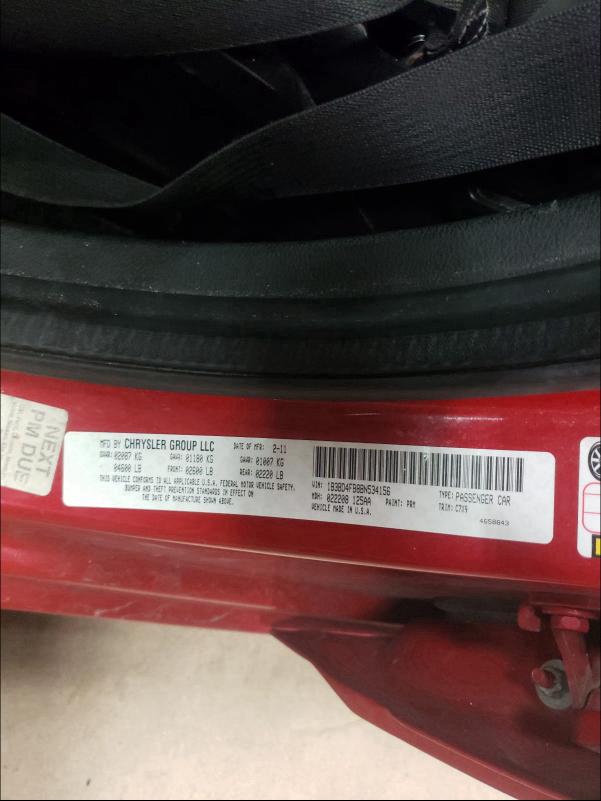 NEXT
PM DUE
MFD BY CHRYSLER GROUP LLC DATE OF MFR: 2-11
GVWR: 02087 KG GAWR: 01180 KG GAWR: 01007 KG
04600 LB FRONT: 02600 LB REAR: 02220 LB
THIS VEHICLE CONFORMS TO ALL APPLICABLE U.S.A. FEDERAL MOTOR VEHICLE SAFETY,
BUMPER AND THEFT PREVENTION STANDARDS IN EFFECT ON
THE DATE OF MANUFACTURE SHOWN ABOVE.
VIN: 1B3BD4FB8BN534156 TYPE: PASSENGER CAR
MDH: 022208 125AA PAINT: PRM TRIM: C7X9
VEHICLE MADE IN U.S.A. 4658843